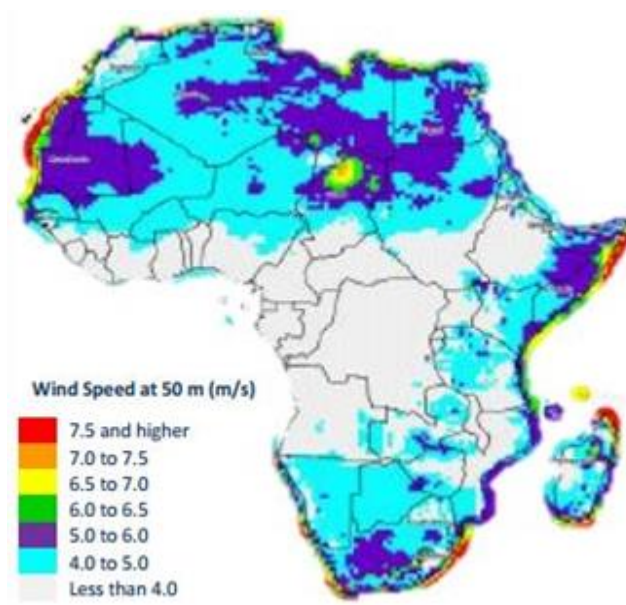 Wind Speed at 50 m (m/s)
7.5 and higher
7.0 to 7.5
6.5 to 7.0
6.0 to 6.5
5.0 to 6.0
4.0 to 5.0
Less than 4.0